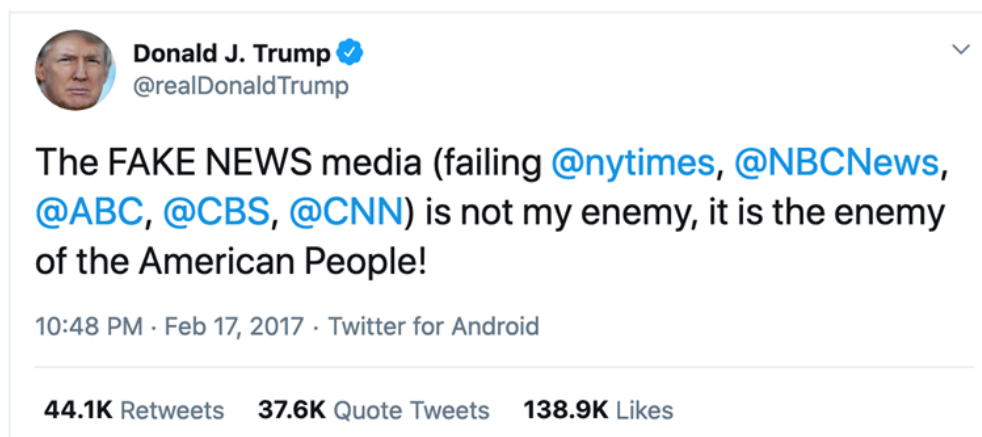 Donald J. Trump
@realDonaldTrump
The FAKE NEWS media (failing @nytimes, @NBCNews,
@ABC, @CBS, @CNN) is not my enemy, it is the enemy
of the American People!
10:48 PM · Feb 17, 2017 · Twitter for Android
44.1K Retweets 37.6K Quote Tweets 138.9K Likes